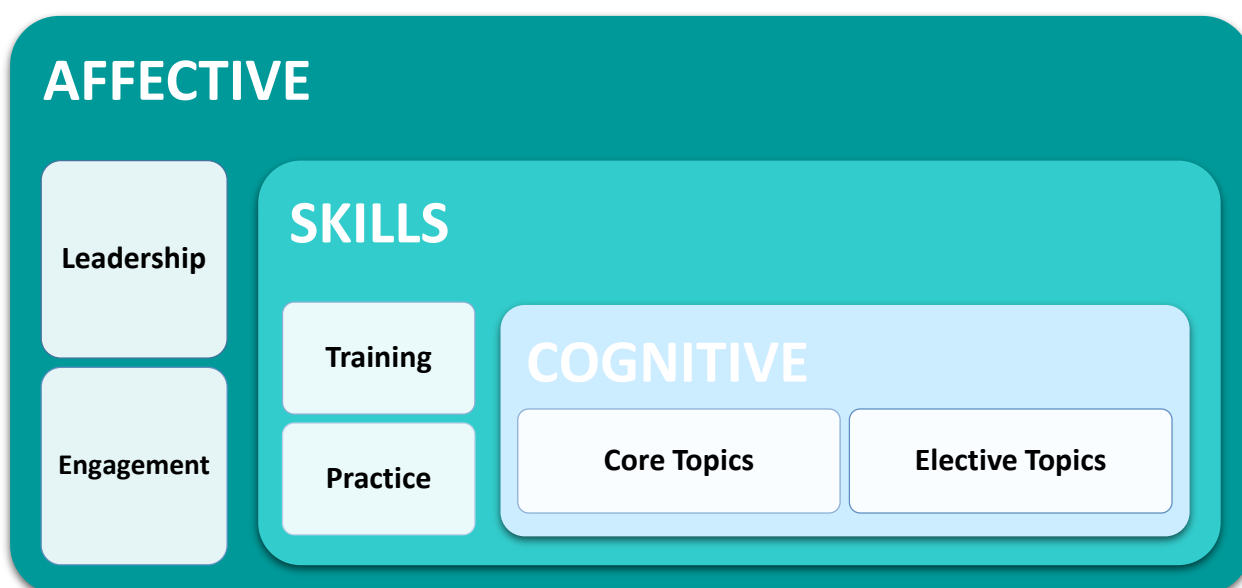 AFFECTIVE
Leadership
Engagement
SKILLS
Training
Practice
COGNITIVE
Core Topics
Elective Topics